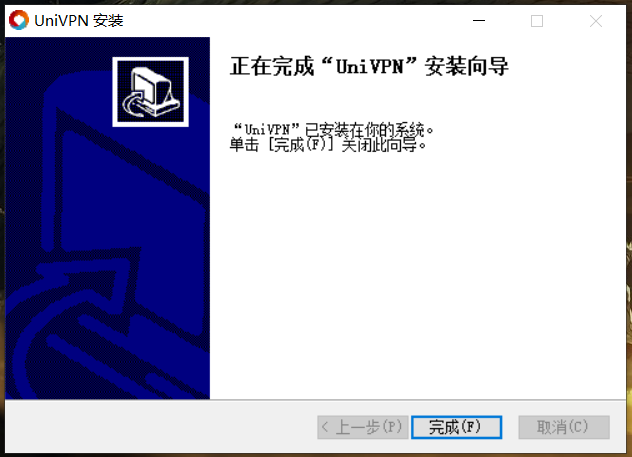 UniVPN 安装
正在完成“UniVPN”安装向导
“UniVPN”已安装在你的系统。
单击 [完成(F)] 关闭此向导。
< 上一步(P)
完成(F)
取消(C)